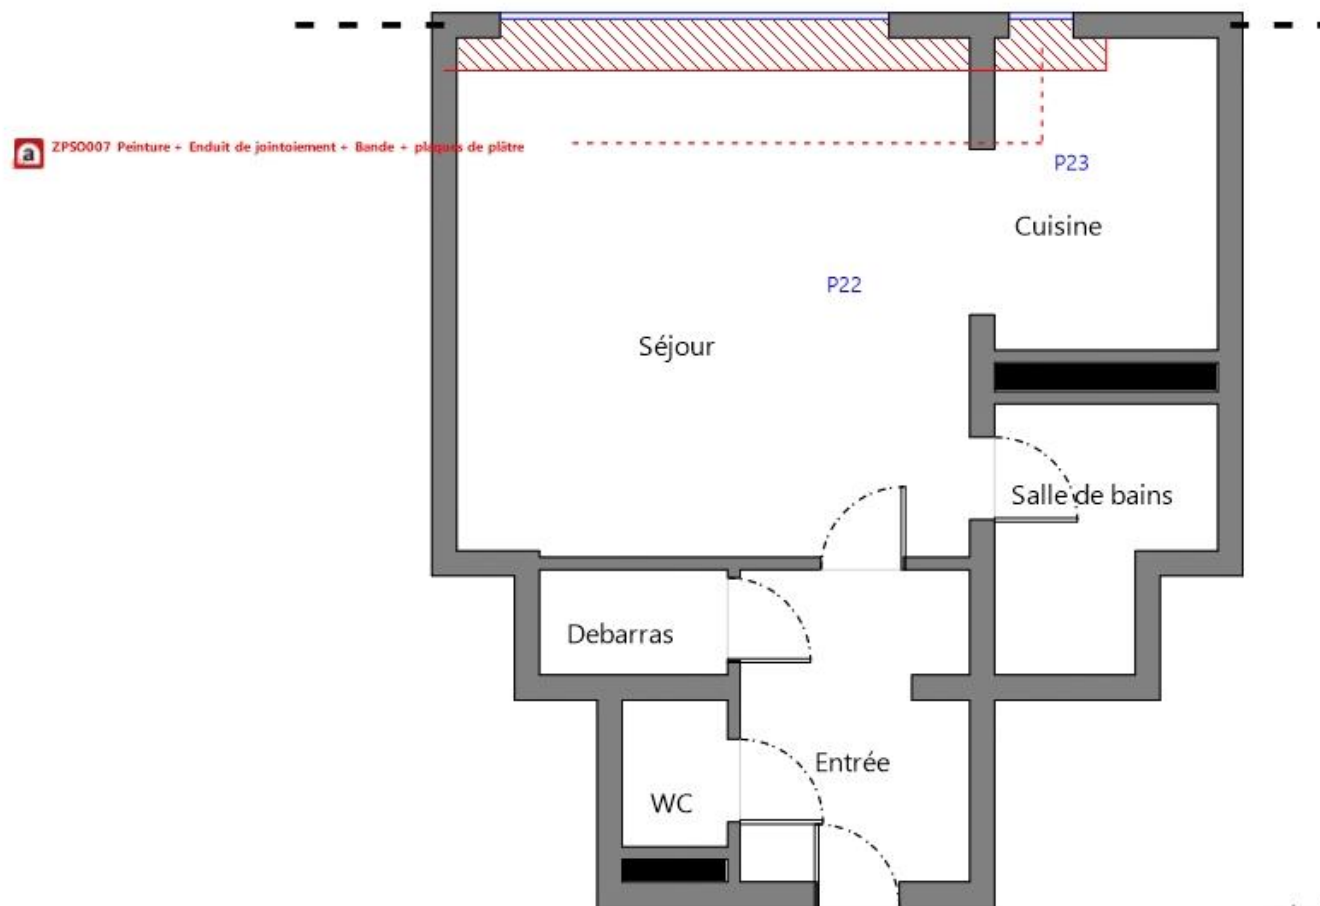 a ZPSO007 Peinture + Enduit de jointoiement + Bande + plaques de plâtre
P23
Cuisine
P22
Séjour
Salle de bains
Debarras
Entrée
WC